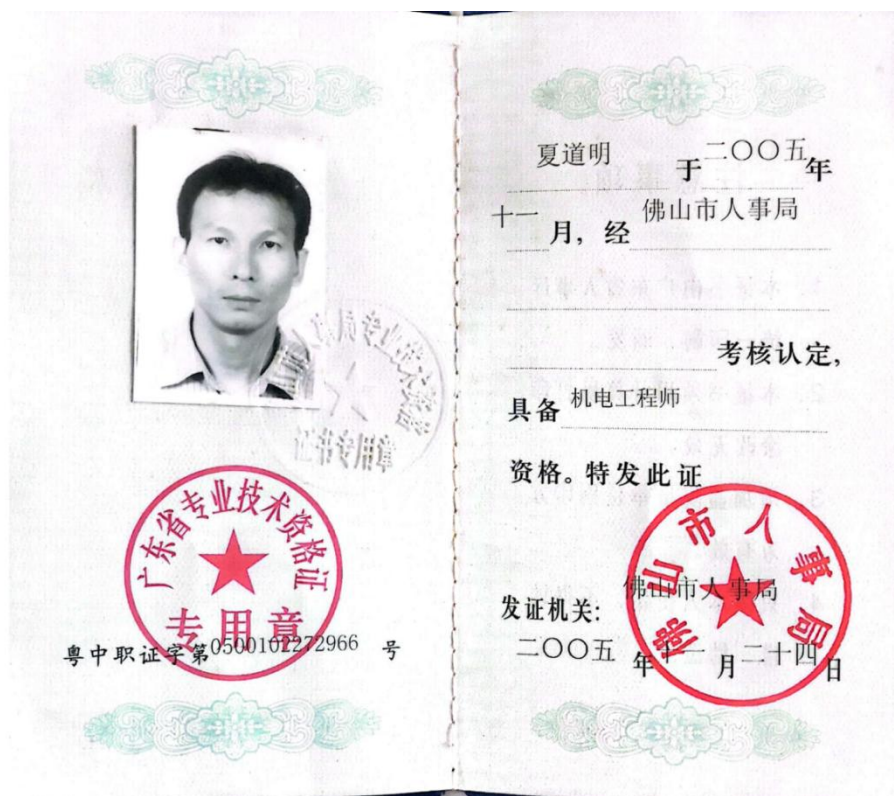 广东省专业技术资格证
专用章
粤中职证字第0500102272966 号
夏道明 于二〇〇五年
十一月，经佛山市人事局
考核认定，
具备机电工程师
资格。特发此证
佛山市人事局
发证机关：佛山市人事局
二〇〇五年十一月二十四日